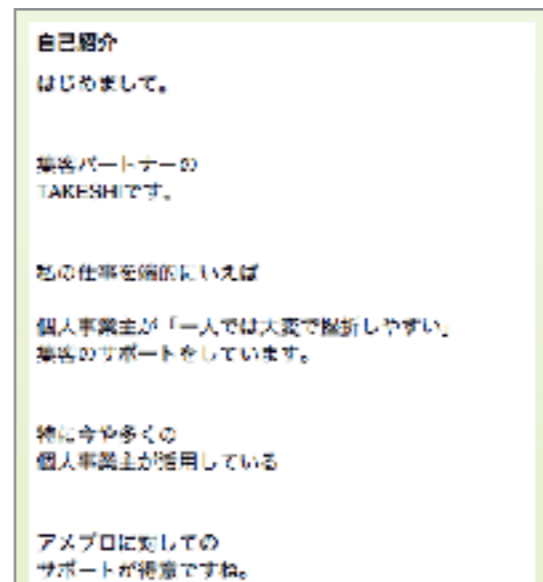 自己紹介
はじめまして。
集客パートナーの
TAKESHIです。
私の仕事を端的にいえば
個人事業主が「一人では大変で挫折しやすい」
集客のサポートをしています。
特に今や多くの
個人事業主が活用している
アメブロに対しての
サポートが得意ですね。